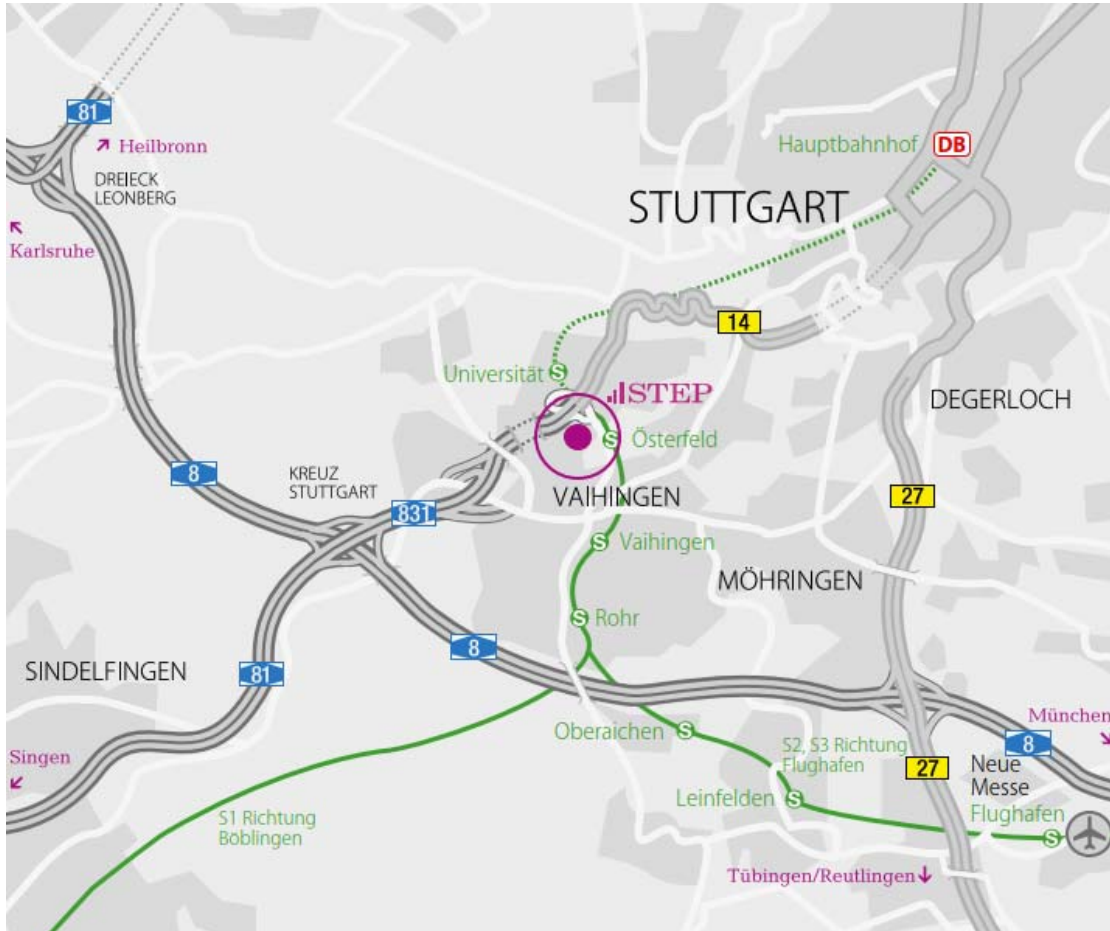 81
Heilbronn
DREIECK
LEONBERG
Karlsruhe
Hauptbahnhof
DB
STUTTGART
14
Universität
S
STEP
DEGERLOCH
S
Österfeld
8
KREUZ
STUTTGART
831
VAIHINGEN
27
S
Vaihingen
MÖHRINGEN
S
Rohr
8
SINDELFINGEN
81
Singen
Oberaichen
S
S2, S3 Richtung
Flughafen
München
8
27
Neue
Messe
Leinfelden
S
Flughafen
S
S1 Richtung
Böblingen
Tübingen/Reutlingen